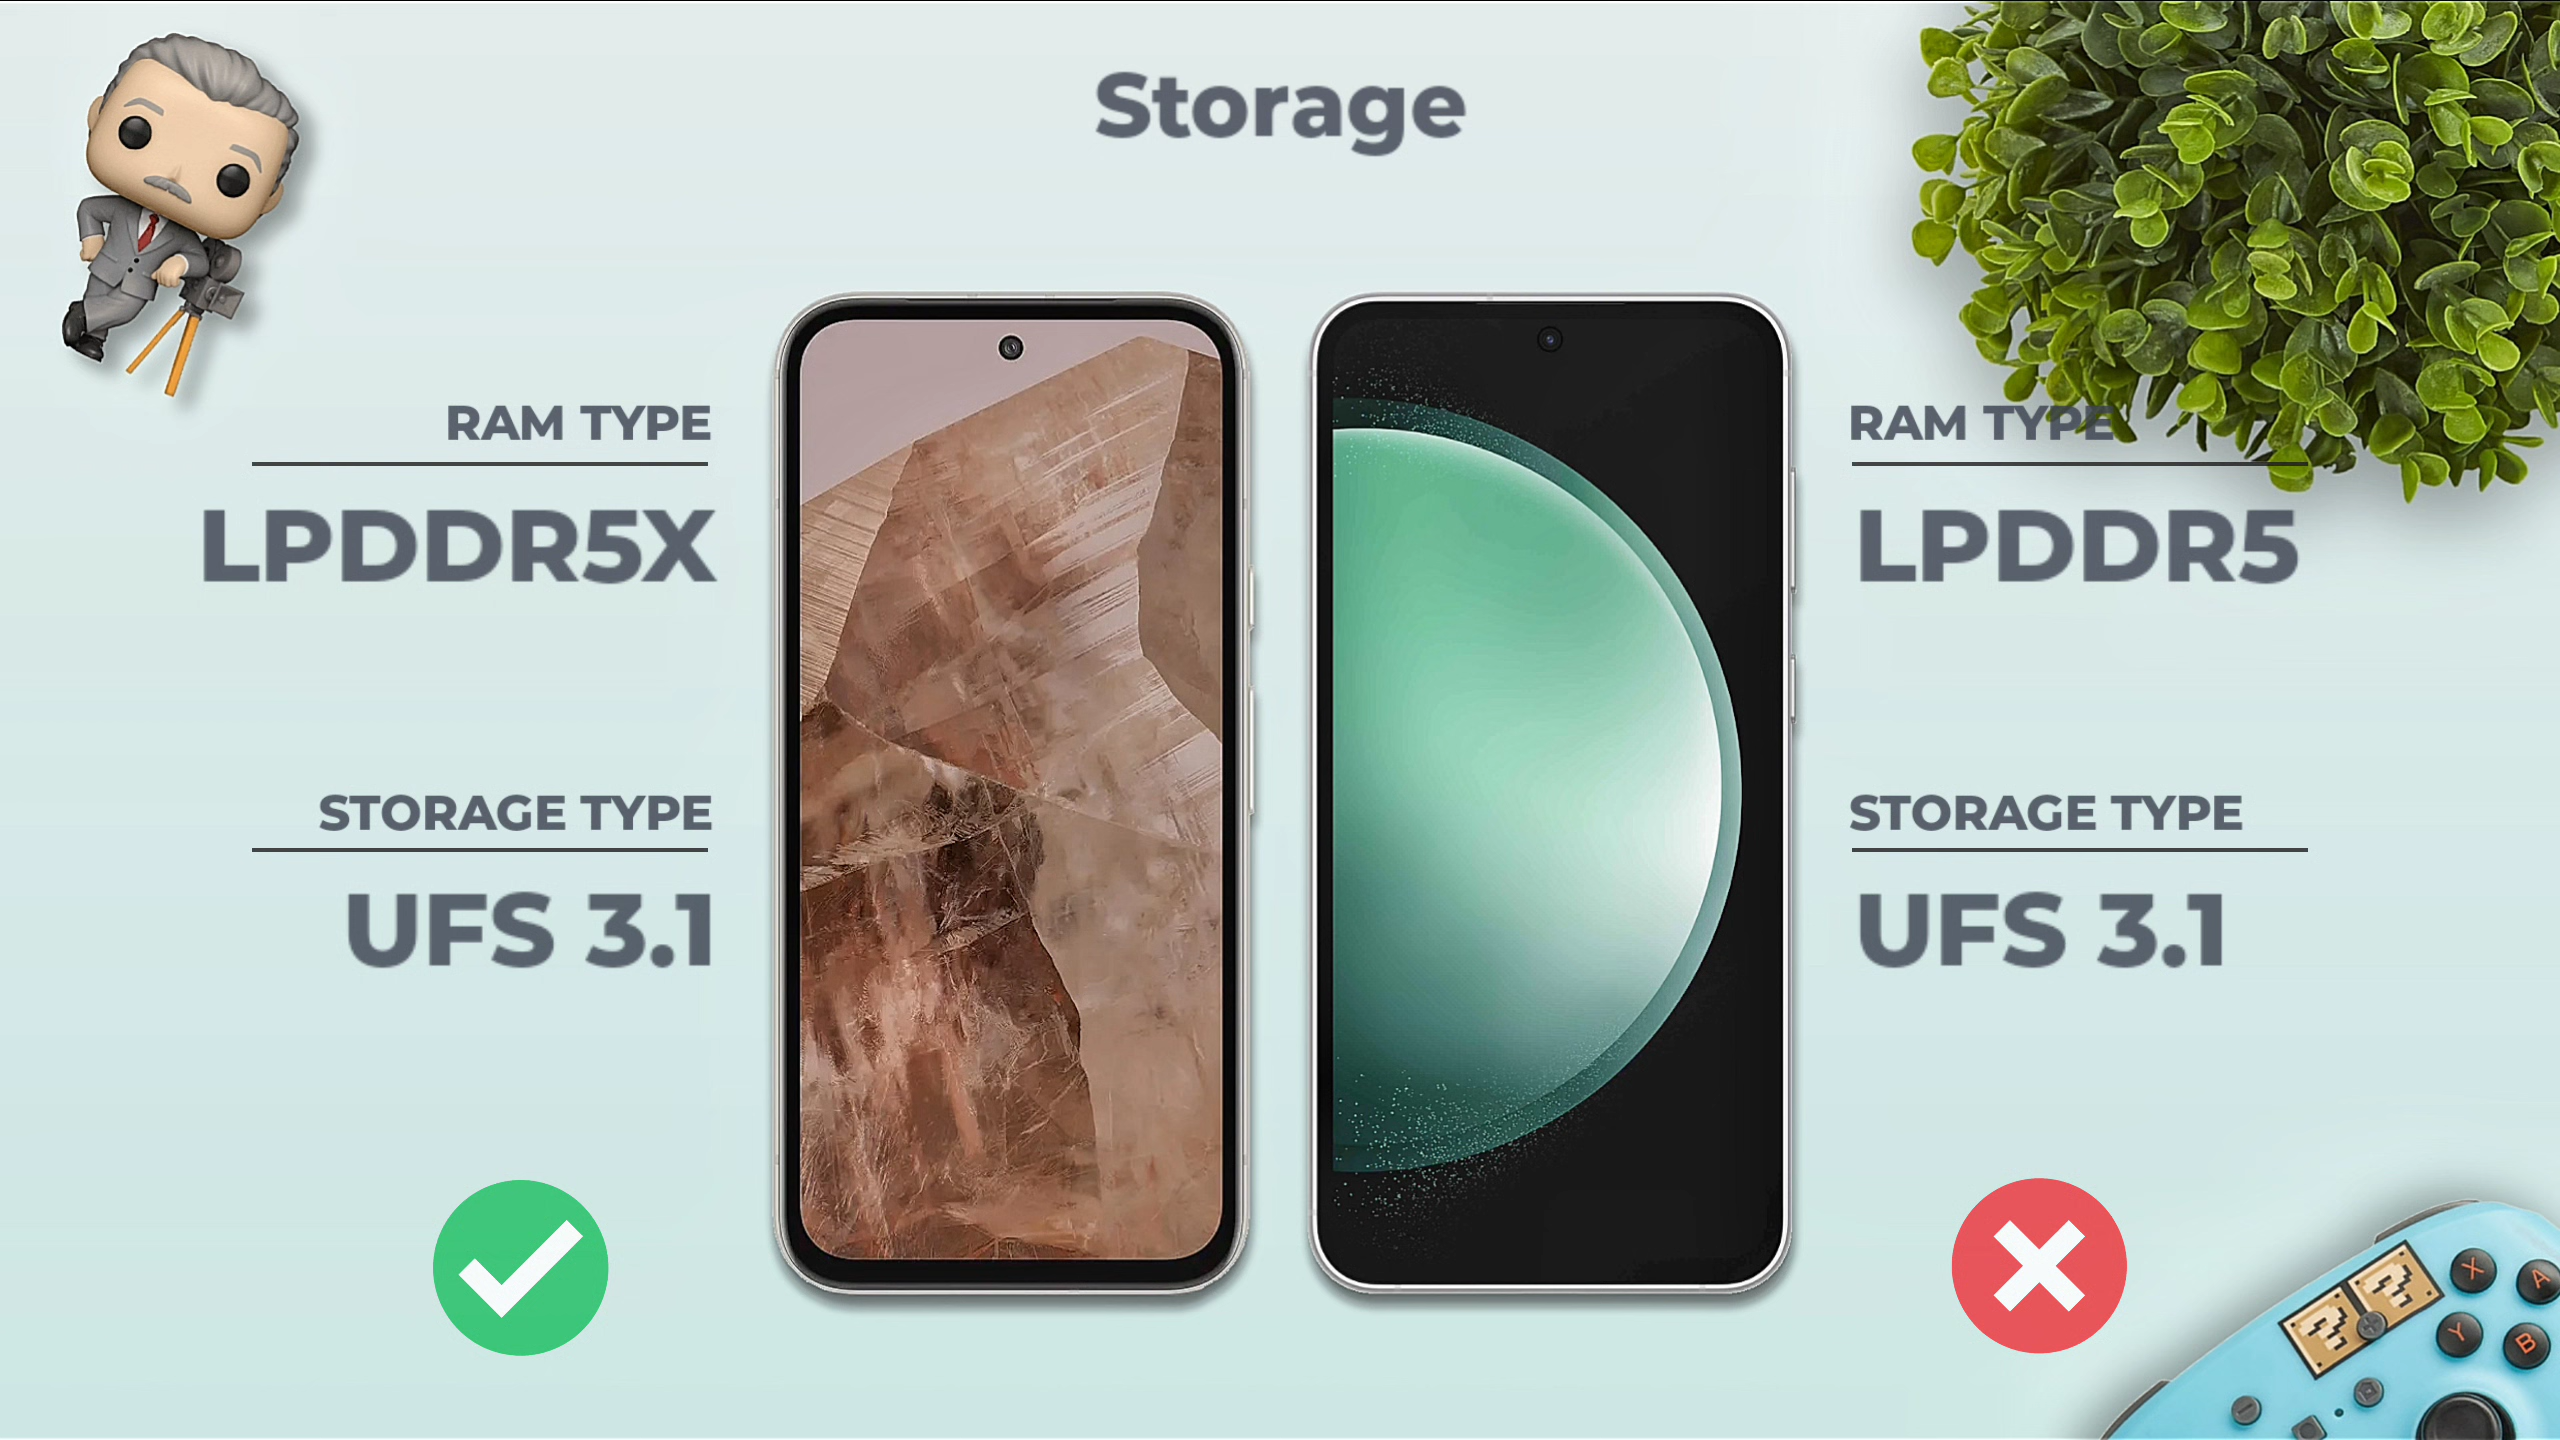 Storage
RAM TYPE
LPDDR5X
STORAGE TYPE
UFS 3.1
RAM TYPE
LPDDR5
STORAGE TYPE
UFS 3.1
X
A
Y
B